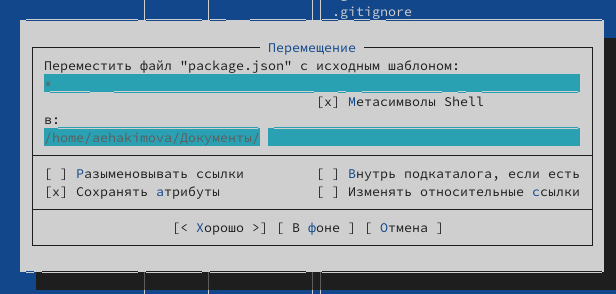 .gitignore
Перемещение
Переместить файл "package.json" с исходным шаблоном:
*
[x] Метасимволы Shell
в:
/home/aehakimova/Документы/
[ ] Разыменовывать ссылки [ ] Внутрь подкаталога, если есть
[x] Сохранять атрибуты [ ] Изменять относительные ссылки
[< Хорошо >] [ В фоне ] [ Отмена ]